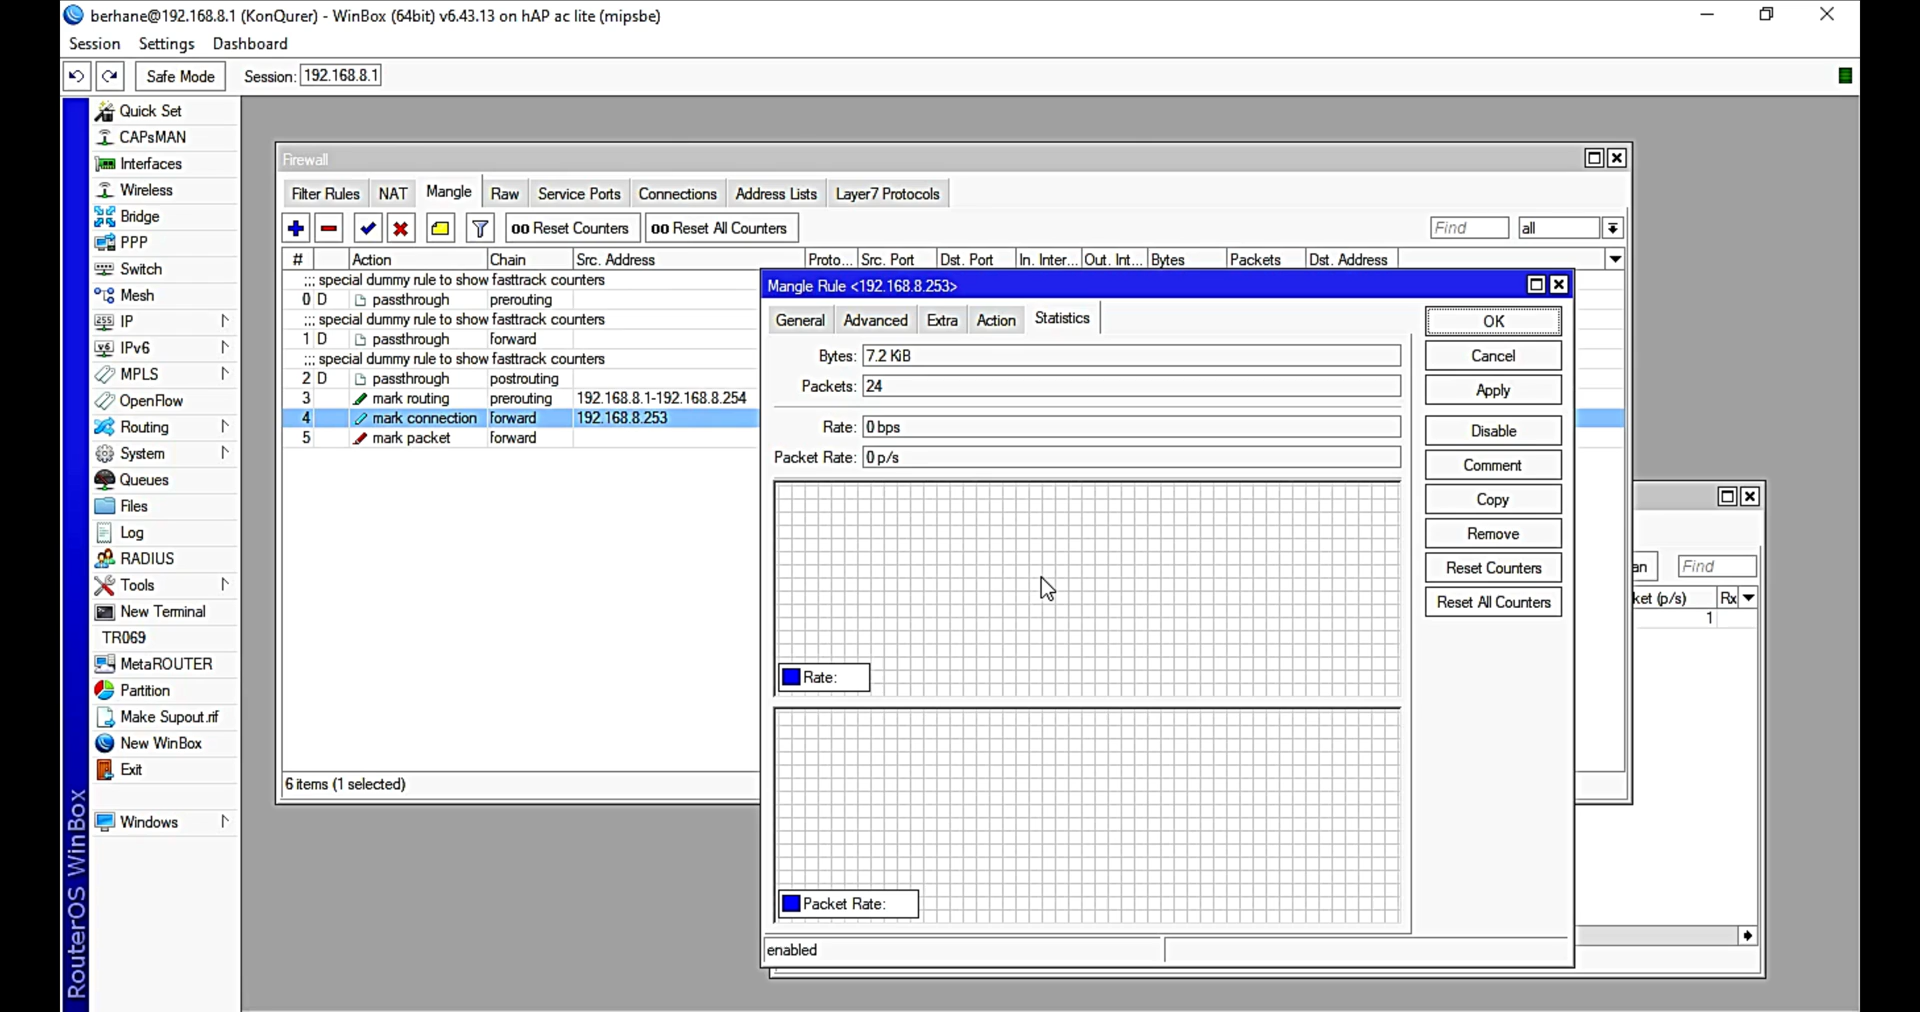 berhane@192.168.8.1 (KonQurer) - WinBox (64bit) v6.43.13 on hAP ac lite (mipsbe)
Session Settings Dashboard
Safe Mode Session: 192.168.8.1
Quick Set
CAPsMAN
Interfaces
Wireless
Bridge
PPP
Switch
Mesh
IP
IPv6
MPLS
OpenFlow
Routing
System
Queues
Files
Log
RADIUS
Tools
New Terminal
TR069
MetaROUTER
Partition
Make Supout.rif
New WinBox
Exit
Windows
RouterOS WinBox
Firewall
Filter Rules NAT Mangle Raw Service Ports Connections Address Lists Layer7 Protocols
00 Reset Counters 00 Reset All Counters Find all
# Action Chain Src. Address Proto... Src. Port Dst. Port In. Inter... Out. Int... Bytes Packets Dst. Address
;;; special dummy rule to show fasttrack counters
0 D passthrough prerouting
;;; special dummy rule to show fasttrack counters
1 D passthrough forward
;;; special dummy rule to show fasttrack counters
2 D passthrough postrouting
3 mark routing prerouting 192.168.8.1-192.168.8.254
4 mark connection forward 192.168.8.253
5 mark packet forward
6 items (1 selected)
Mangle Rule <192.168.8.253>
General Advanced Extra Action Statistics
Bytes: 7.2 KiB
Packets: 24
Rate: 0 bps
Packet Rate: 0 p/s
Rate:
Packet Rate:
enabled
OK
Cancel
Apply
Disable
Comment
Copy
Remove
Reset Counters
Reset All Counters
an Find
ket (p/s) Rx
1